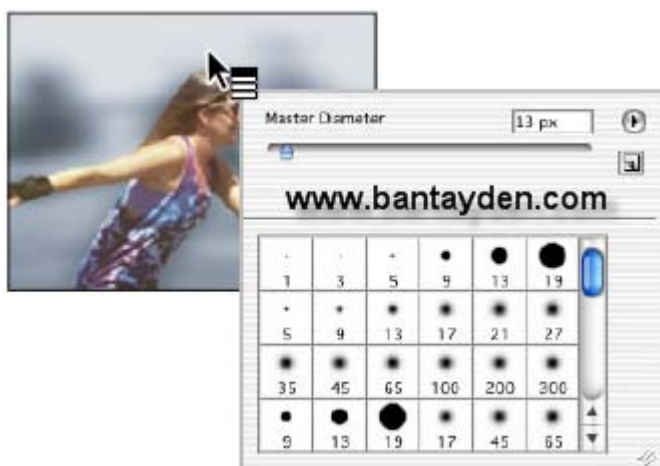 Master Diameter 13 px
www.bantayden.com
1 3 5 9 13 19
5 9 13 17 21 27
35 45 65 100 200 300
9 13 19 17 45 65